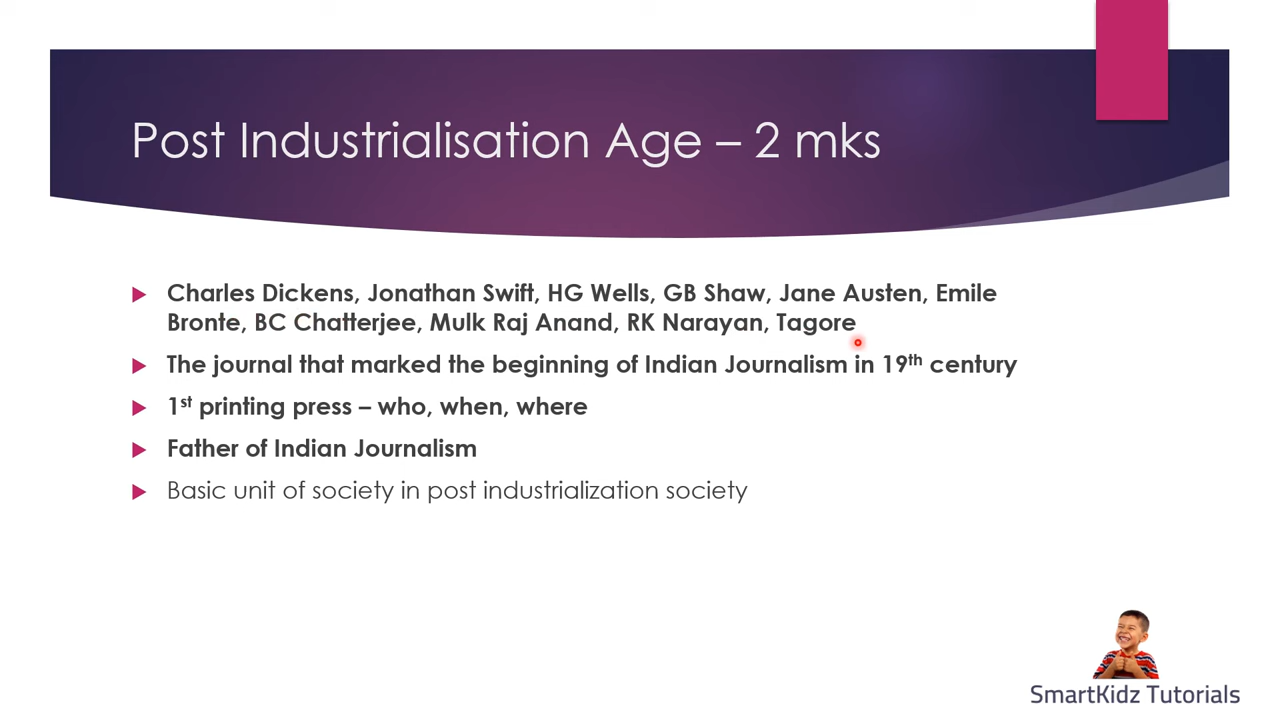 Post Industrialisation Age – 2 mks
Charles Dickens, Jonathan Swift, HG Wells, GB Shaw, Jane Austen, Emile
Bronte, BC Chatterjee, Mulk Raj Anand, RK Narayan, Tagore
The journal that marked the beginning of Indian Journalism in 19th century
1st printing press – who, when, where
Father of Indian Journalism
Basic unit of society in post industrialization society
SmartKidz Tutorials